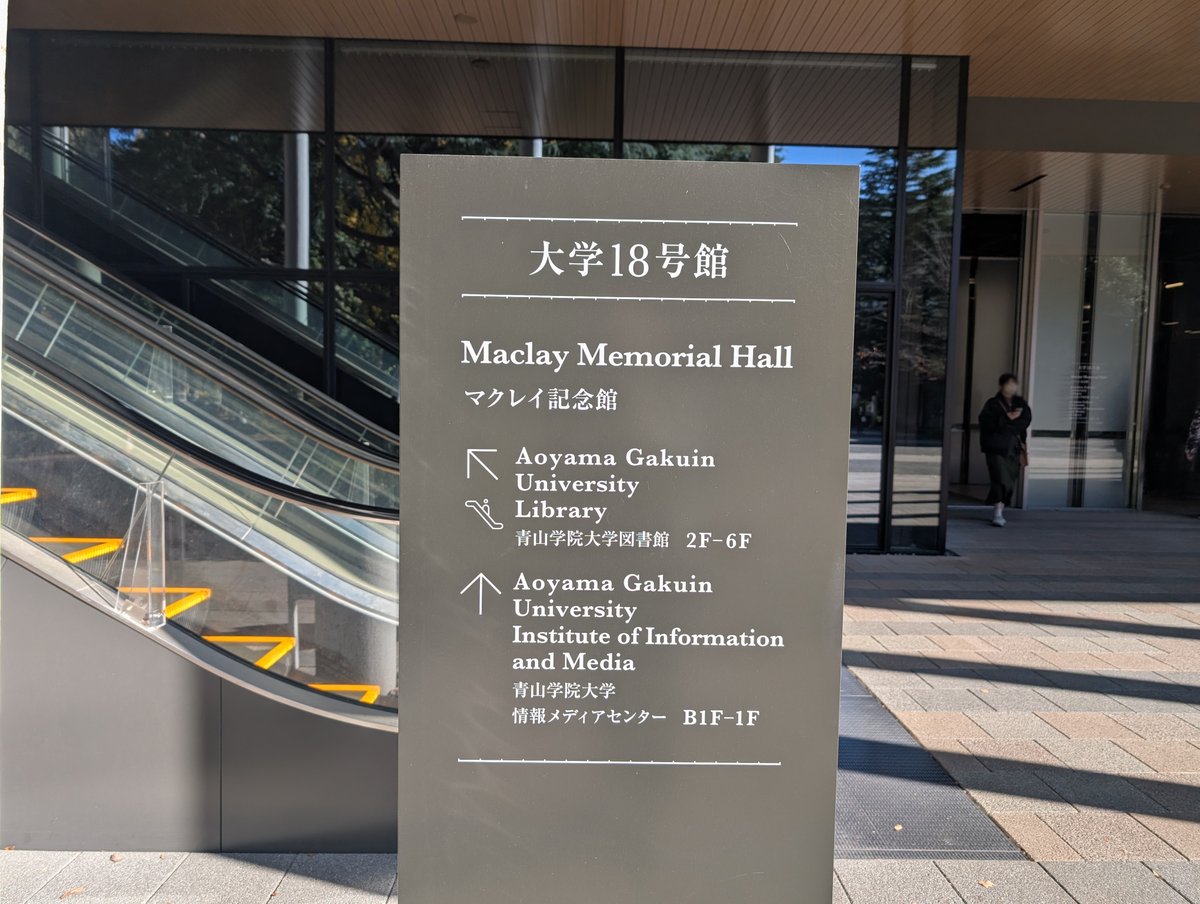 大学18号館
Maclay Memorial Hall
マクレイ記念館
Aoyama Gakuin
University
Library
青山学院大学図書館 2F-6F
Aoyama Gakuin
University
Institute of Information
and Media
青山学院大学
情報メディアセンター B1F-1F